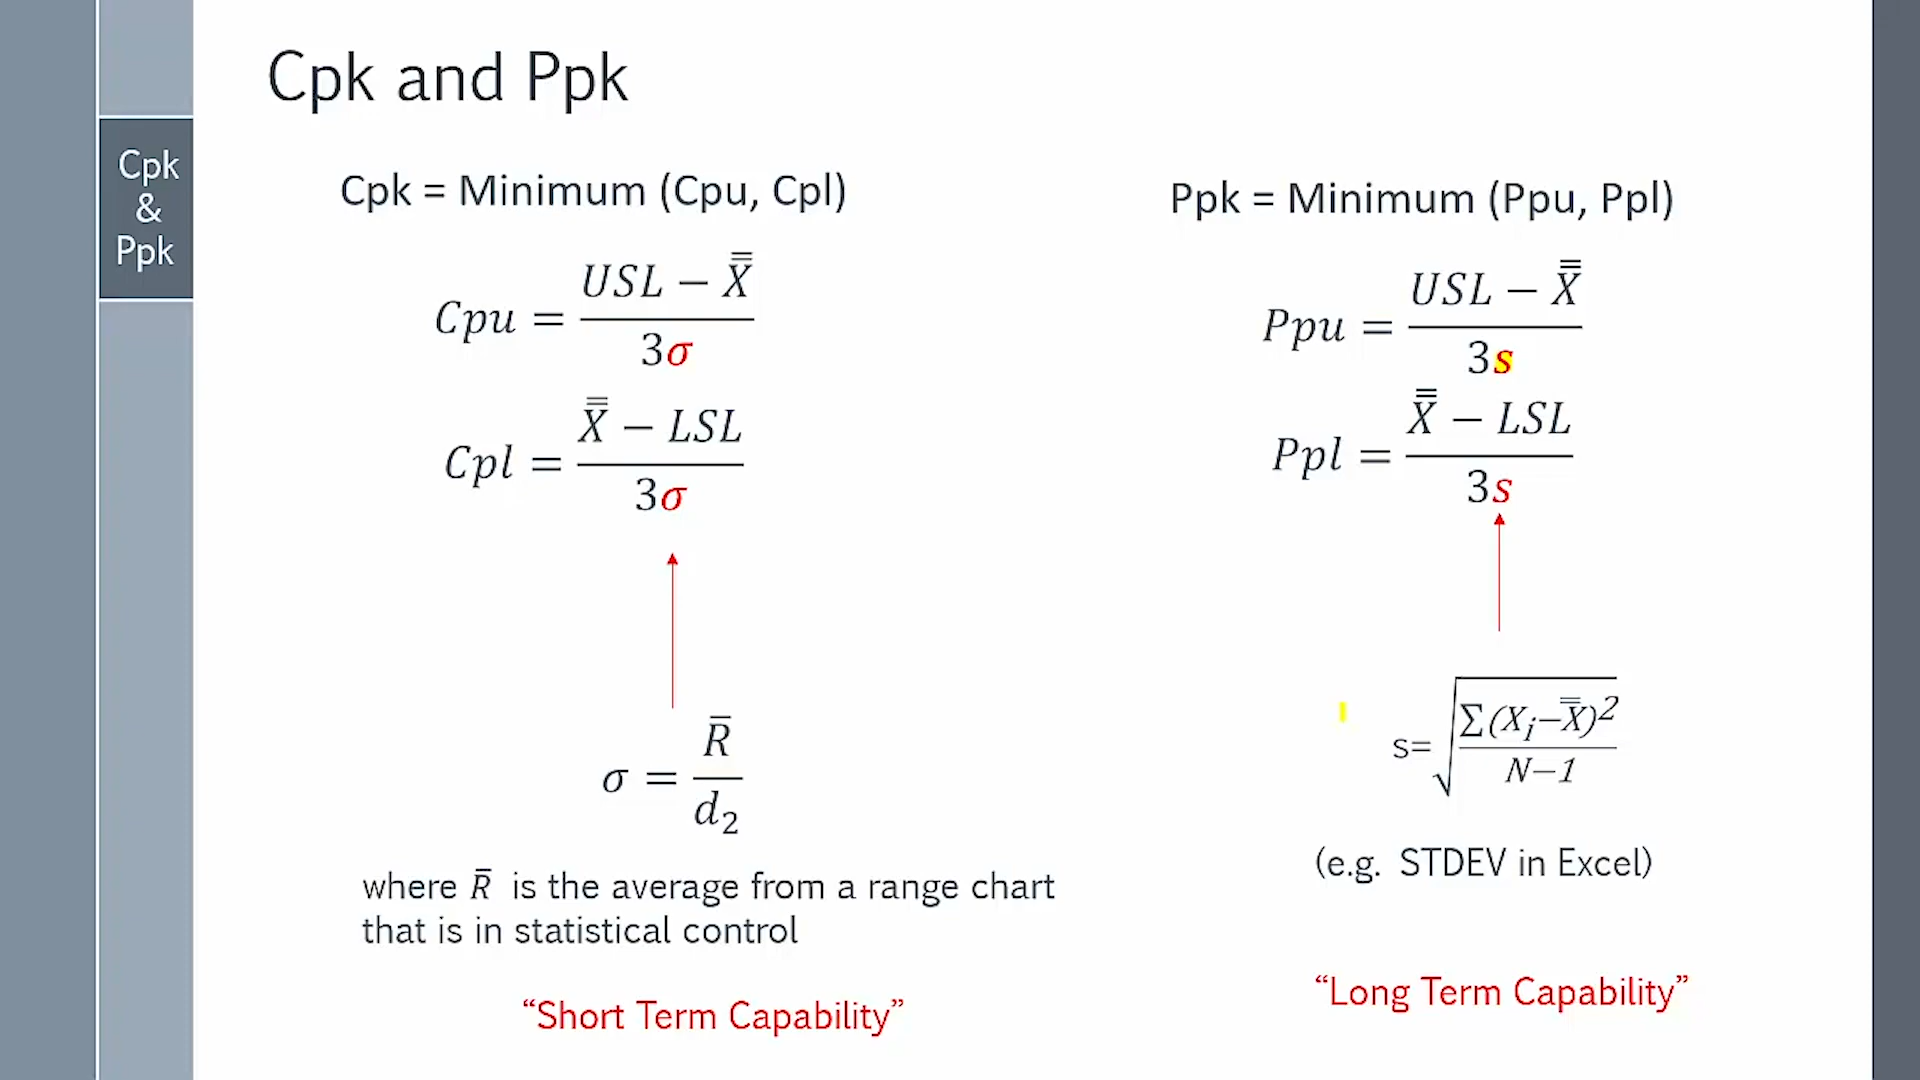 Cpk and Ppk
Cpk
&
Ppk
Cpk = Minimum (Cpu, Cpl)
Cpu = (USL − X̿) / 3σ
Cpl = (X̿ − LSL) / 3σ
σ = R̄ / d₂
where R̄ is the average from a range chart
that is in statistical control
“Short Term Capability”
Ppk = Minimum (Ppu, Ppl)
Ppu = (USL − X̿) / 3s
Ppl = (X̿ − LSL) / 3s
s= √(∑(Xᵢ−X̿)² / N−1)
(e.g. STDEV in Excel)
“Long Term Capability”